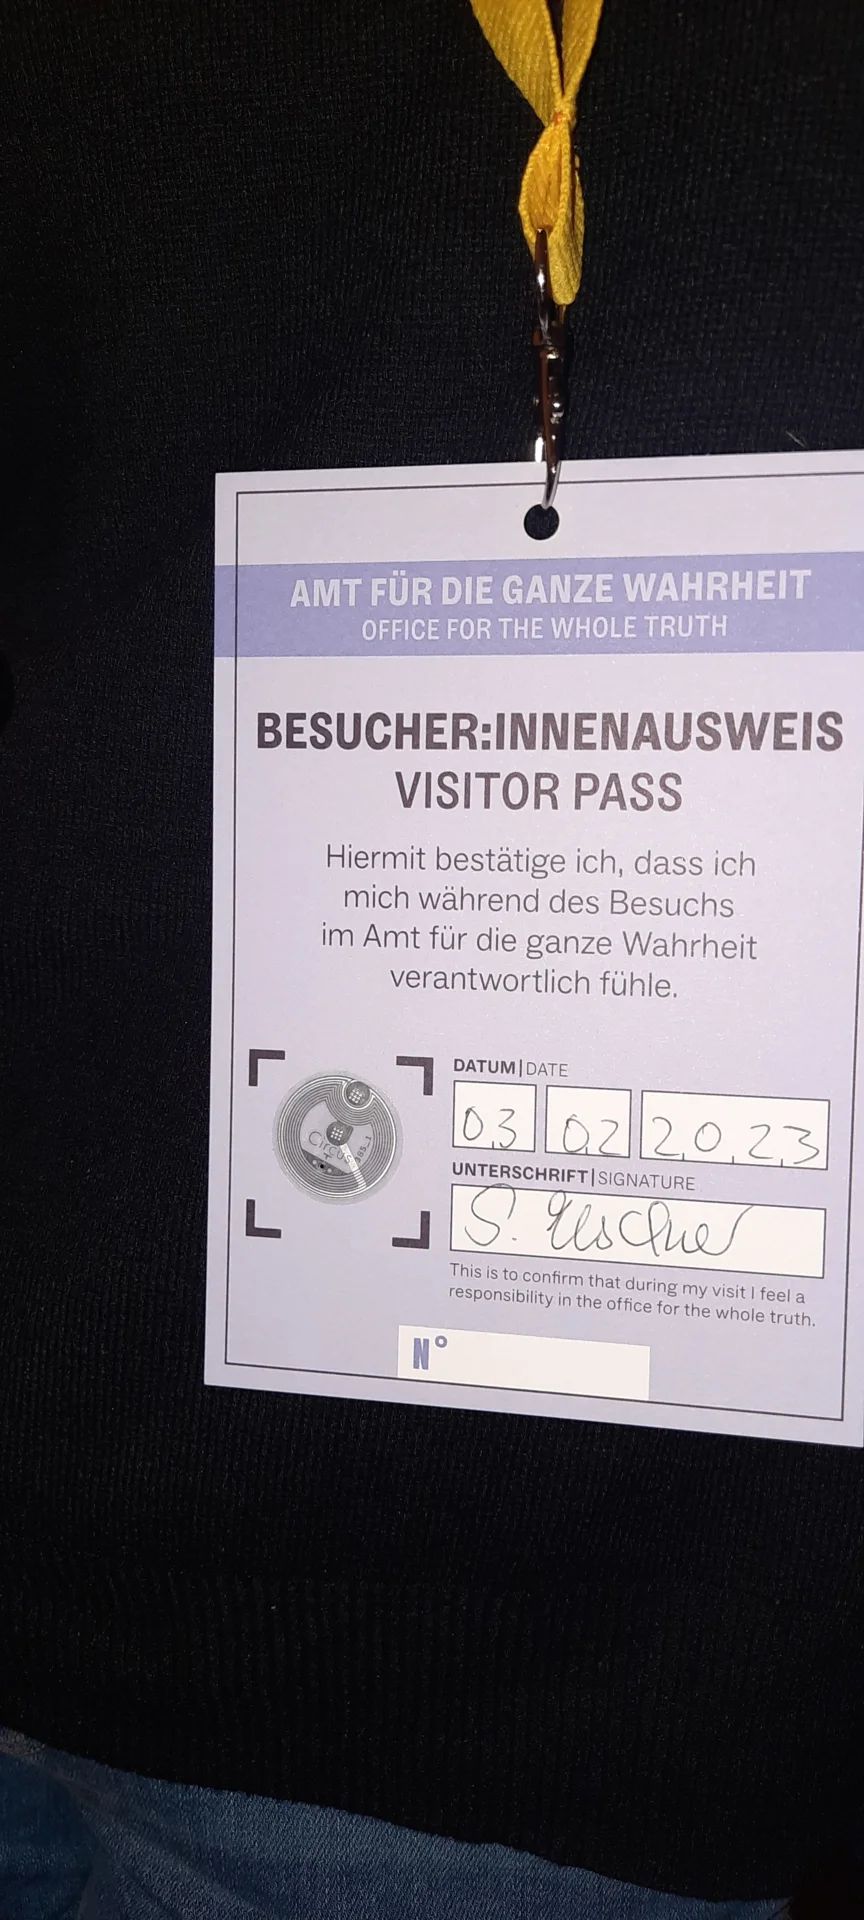 AMT FÜR DIE GANZE WAHRHEIT
OFFICE FOR THE WHOLE TRUTH
BESUCHER:INNENAUSWEIS
VISITOR PASS
Hiermit bestätige ich, dass ich
mich während des Besuchs
im Amt für die ganze Wahrheit
verantwortlich fühle.
DATUM|DATE
03 02 2023
UNTERSCHRIFT|SIGNATURE
S.
This is to confirm that during my visit I feel a
responsibility in the office for the whole truth.
N°
Circus